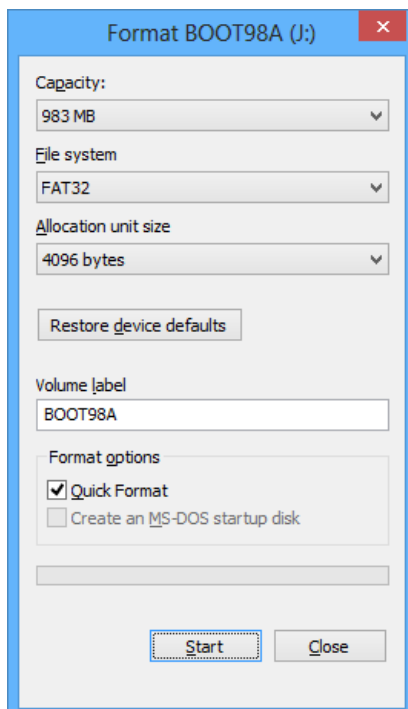 Format BOOT98A (J:)
Capacity:
983 MB
File system
FAT32
Allocation unit size
4096 bytes
Restore device defaults
Volume label
BOOT98A
Format options
Quick Format
Create an MS-DOS startup disk
Start
Close